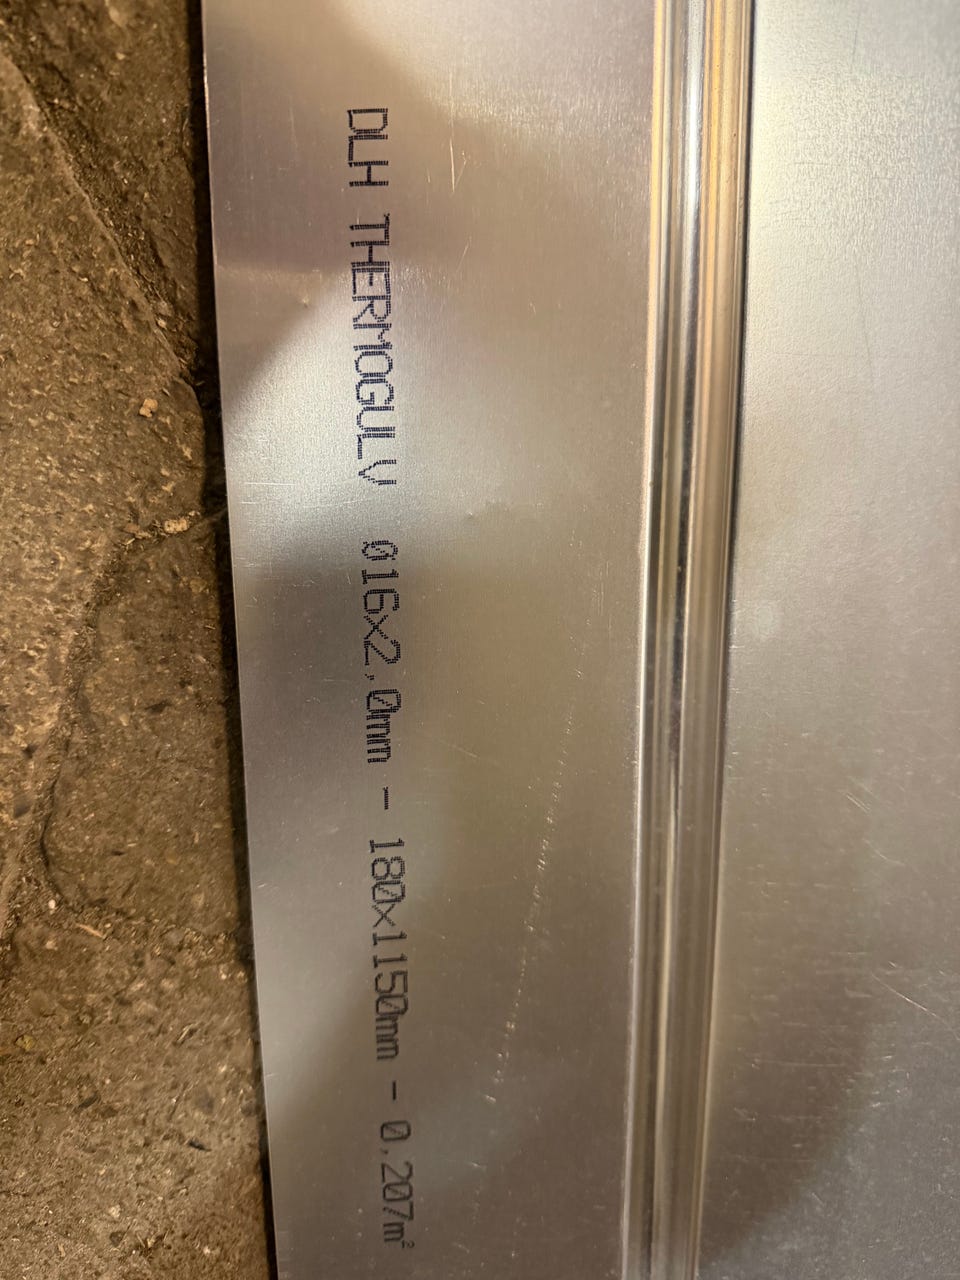 DLH THERMOGULV Ø16x2,0mm - 180x1150mm - 0,207m²